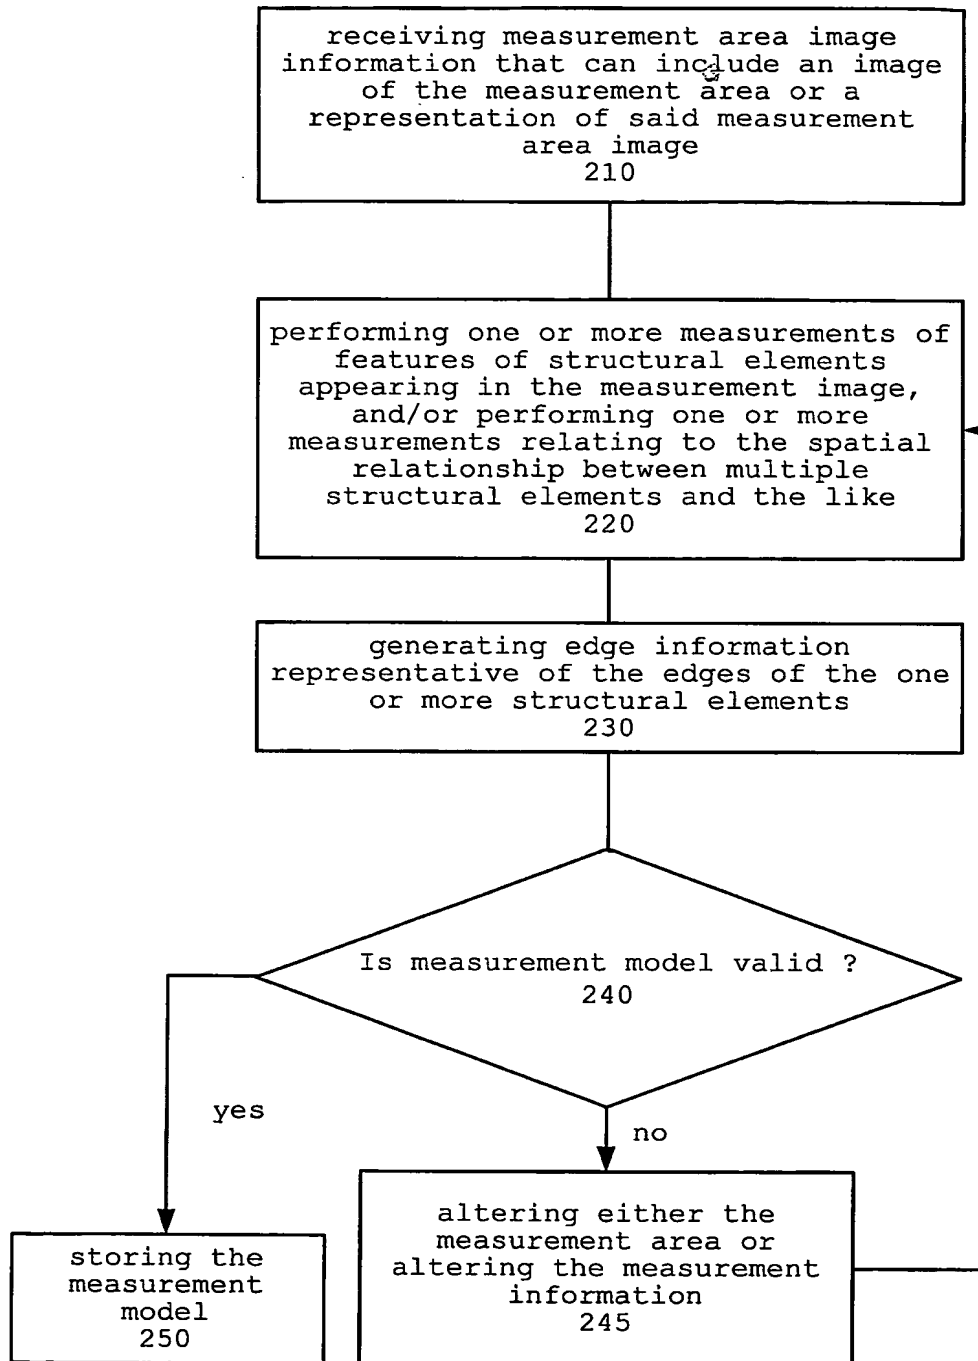 receiving measurement area image
information that can include an image
of the measurement area or a
representation of said measurement
area image
210
performing one or more measurements of
features of structural elements
appearing in the measurement image,
and/or performing one or more
measurements relating to the spatial
relationship between multiple
structural elements and the like
220
generating edge information
representative of the edges of the one
or more structural elements
230
Is measurement model valid ?
240
yes
no
storing the
measurement
model
250
altering either the
measurement area or
altering the measurement
information
245